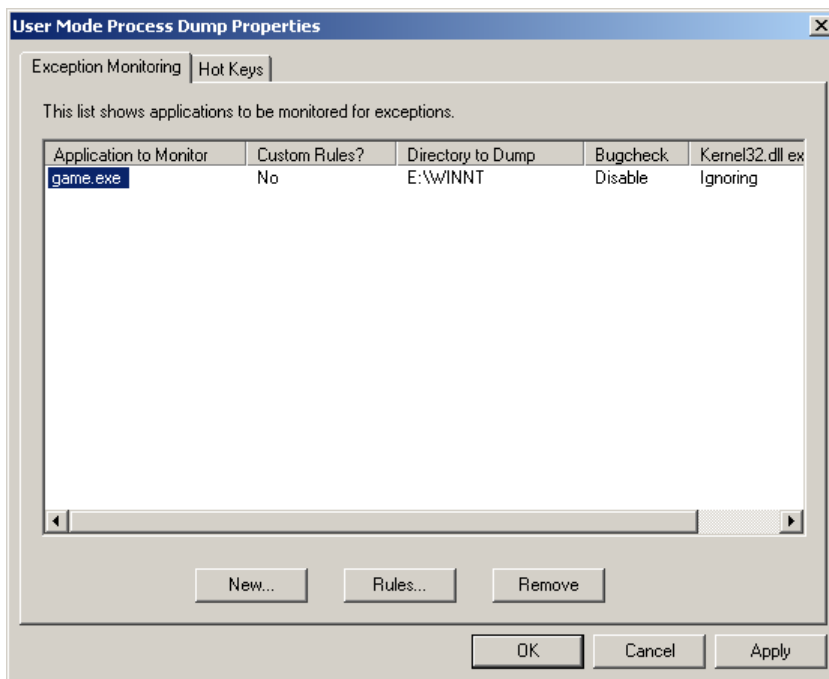 User Mode Process Dump Properties
Exception Monitoring Hot Keys
This list shows applications to be monitored for exceptions.
Application to Monitor Custom Rules? Directory to Dump Bugcheck Kernel32.dll ex
game.exe No E:\WINNT Disable Ignoring
New... Rules... Remove
OK Cancel Apply